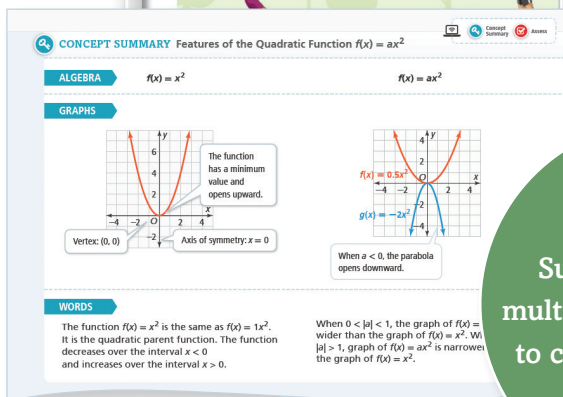 CONCEPT SUMMARY Features of the Quadratic Function f(x) = ax²
Concept Summary
Assess
ALGEBRA
f(x) = x²
f(x) = ax²
GRAPHS
y
6
4
2
x
-4 -2 O 2 4
-2
The function
has a minimum
value and
opens upward.
Vertex: (0, 0)
Axis of symmetry: x = 0
4 y
2
f(x) = 0.5x²
O
x
-4 -2 2 4
-2
g(x) = −2x²
-4
When a < 0, the parabola
opens downward.
WORDS
The function f(x) = x² is the same as f(x) = 1x².
It is the quadratic parent function. The function
decreases over the interval x < 0
and increases over the interval x > 0.
When 0 < |a| < 1, the graph of f(x) =
wider than the graph of f(x) = x². W
|a| > 1, graph of f(x) = ax² is narrower
the graph of f(x) = x².
Su
mult
to c